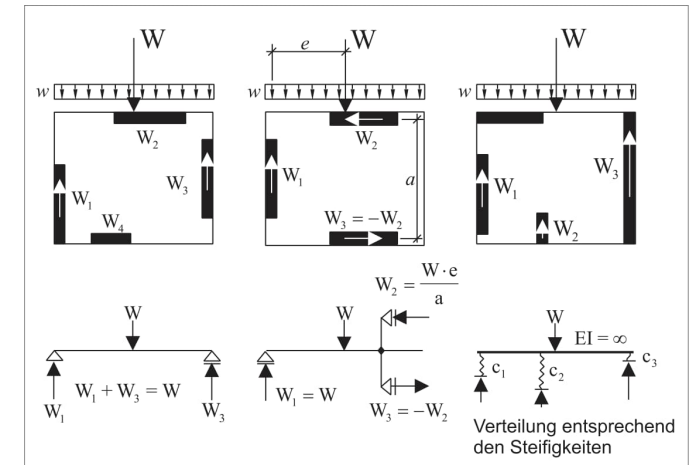 W
e
W
W
w
w
w
W₂
W₂
W₁
W₃
W₁
a
W₁
W₃
W₄
W₃ = –W₂
W₂
W₂ = W·e / a
W
W
W
EI = ∞
c₁
c₂
c₃
W₁ + W₃ = W
W₁
W₃
W₁ = W
W₃ = –W₂
Verteilung entsprechend
den Steifigkeiten